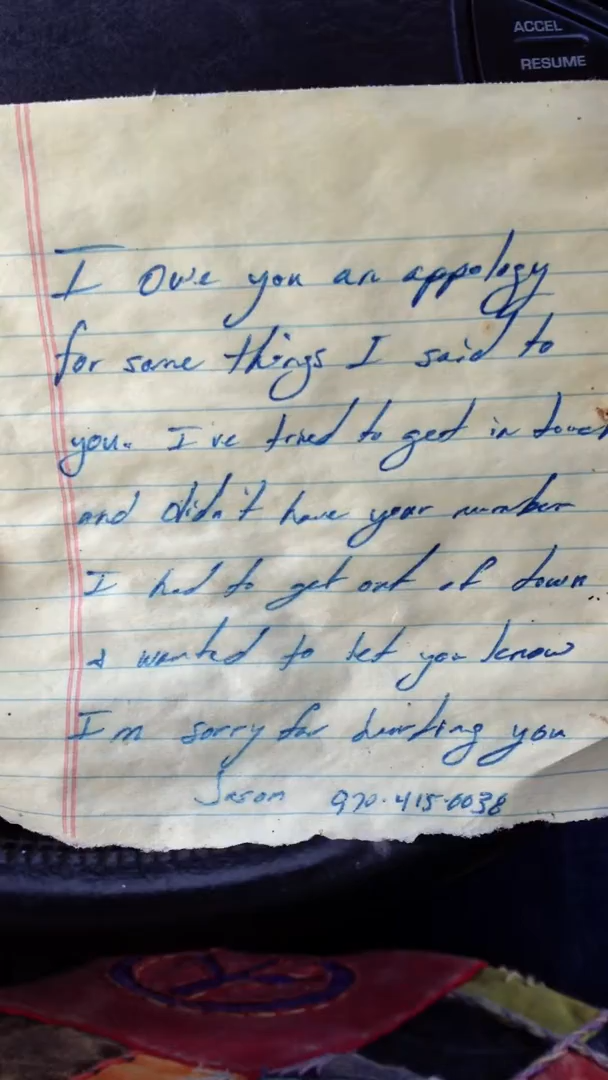 ACCEL
RESUME
I owe you an appology
for some things I said to
you. I've tried to get in touch
and didn't have your number
I had to get out of town
& wanted to let you know
I'm sorry for hurting you
Jason 970-415-6038